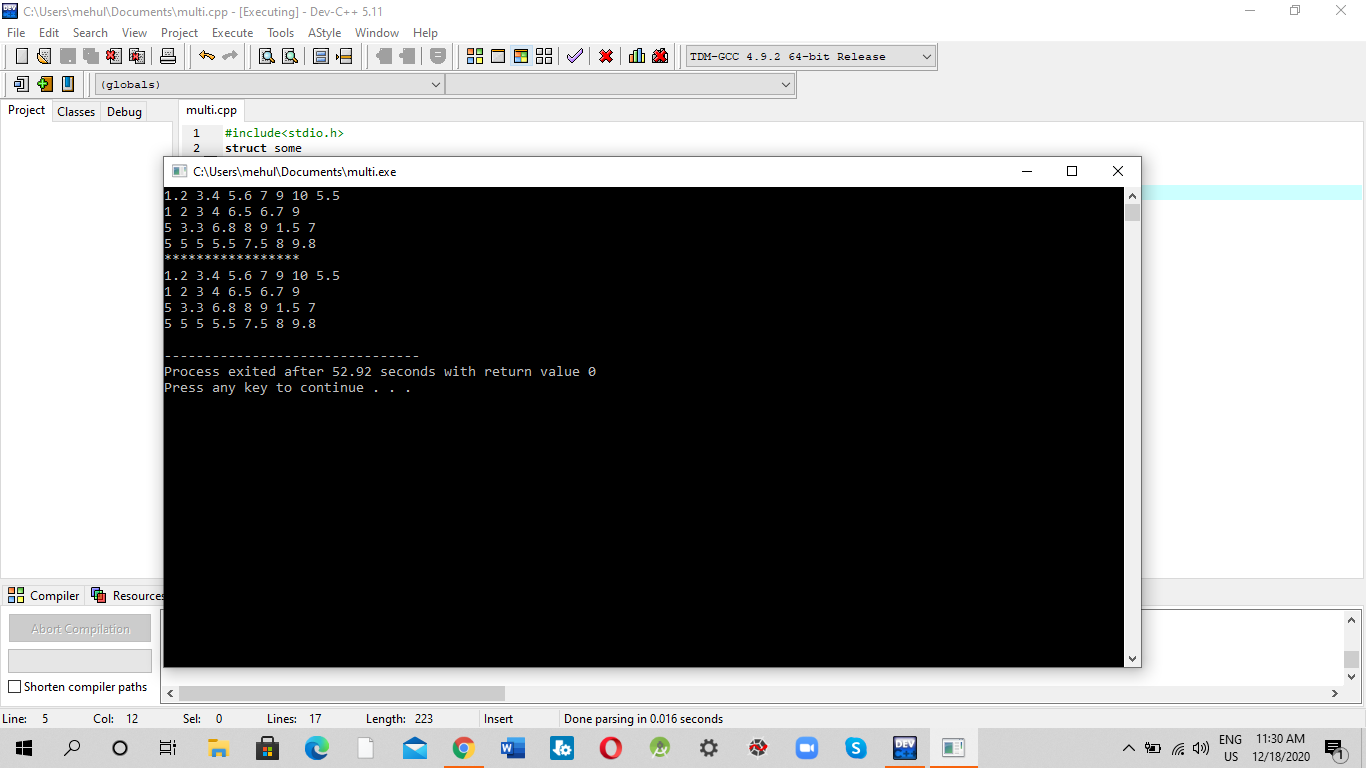 C:\Users\mehul\Documents\multi.cpp - [Executing] - Dev-C++ 5.11
File Edit Search View Project Execute Tools AStyle Window Help
TDM-GCC 4.9.2 64-bit Release
(globals)
Project Classes Debug multi.cpp
1 #include<stdio.h>
2 struct some
C:\Users\mehul\Documents\multi.exe
1.2 3.4 5.6 7 9 10 5.5
1 2 3 4 6.5 6.7 9
5 3.3 6.8 8 9 1.5 7
5 5 5 5.5 7.5 8 9.8
*****************
1.2 3.4 5.6 7 9 10 5.5
1 2 3 4 6.5 6.7 9
5 3.3 6.8 8 9 1.5 7
5 5 5 5.5 7.5 8 9.8
--------------------------------
Process exited after 52.92 seconds with return value 0
Press any key to continue . . .
Compiler Resources
Abort Compilation
Shorten compiler paths
Line: 5 Col: 12 Sel: 0 Lines: 17 Length: 223 Insert Done parsing in 0.016 seconds
ENG 11:30 AM
US 12/18/2020 1